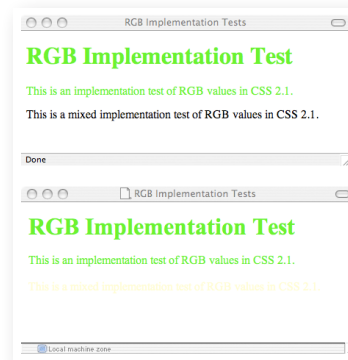 RGB Implementation Tests
RGB Implementation Test
This is an implementation test of RGB values in CSS 2.1.
This is a mixed implementation test of RGB values in CSS 2.1.
Done
RGB Implementation Tests
RGB Implementation Test
This is an implementation test of RGB values in CSS 2.1.
This is a mixed implementation test of RGB values in CSS 2.1.
Local machine zone